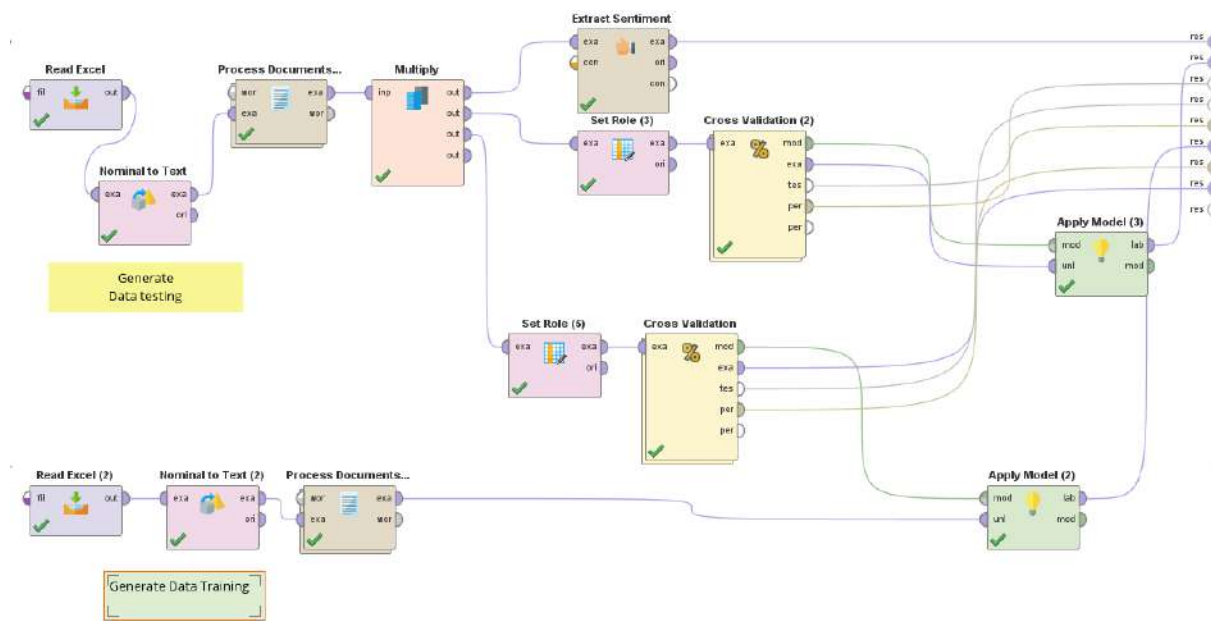 Extract Sentiment
exa exa
con ori
con
res
res
res
res
res
res
res
res
res
Read Excel
fil out
Process Documents...
wor exa
exa wor
Multiply
inp out
out
out
out
Set Role (3)
exa exa
ori
Cross Validation (2)
exa mod
exa
tes
per
per
Nominal to Text
exa exa
ori
Apply Model (3)
mod lab
unl mod
Generate
Data testing
Set Role (5)
exa exa
ori
Cross Validation
exa mod
exa
tes
per
per
Read Excel (2)
fil out
Nominal to Text (2)
exa exa
ori
Process Documents...
wor exa
exa wor
Apply Model (2)
mod lab
unl mod
Generate Data Training